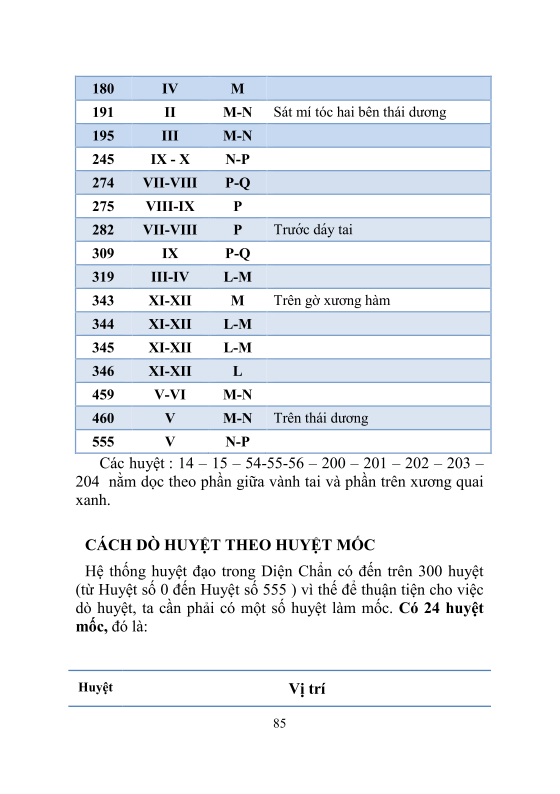 180 IV M
191 II M-N Sát mí tóc hai bên thái dương
195 III M-N
245 IX - X N-P
274 VII-VIII P-Q
275 VIII-IX P
282 VII-VIII P Trước dáy tai
309 IX P-Q
319 III-IV L-M
343 XI-XII M Trên gờ xương hàm
344 XI-XII L-M
345 XI-XII L-M
346 XI-XII L
459 V-VI M-N
460 V M-N Trên thái dương
555 V N-P
Các huyệt : 14 – 15 – 54-55-56 – 200 – 201 – 202 – 203 –
204 nằm dọc theo phần giữa vành tai và phần trên xương quai
xanh.
CÁCH DÒ HUYỆT THEO HUYỆT MỐC
Hệ thống huyệt đạo trong Diện Chẩn có đến trên 300 huyệt
(từ Huyệt số 0 đến Huyệt số 555 ) vì thế để thuận tiện cho việc
dò huyệt, ta cần phải có một số huyệt làm mốc. Có 24 huyệt
mốc, đó là:
Huyệt Vị trí
85